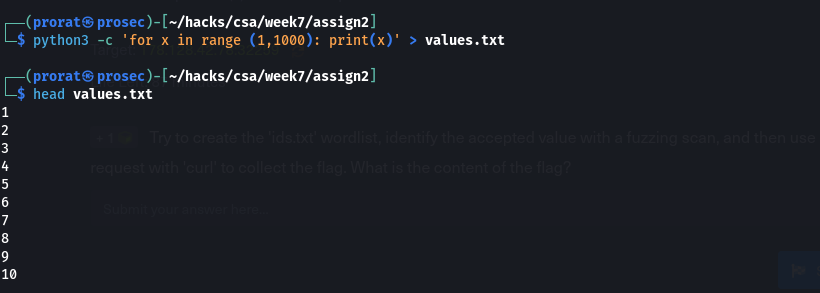 ┌──(prorat㉿prosec)-[~/hacks/csa/week7/assign2]
└─$ python3 -c 'for x in range (1,1000): print(x)' > values.txt
┌──(prorat㉿prosec)-[~/hacks/csa/week7/assign2]
└─$ head values.txt
1
2
3
+ 1 Try to create the 'ids.txt' wordlist, identify the accepted value with a fuzzing scan, and then use
4
request with 'curl' to collect the flag. What is the content of the flag?
5
6
Submit your answer here..
7
8
9
10